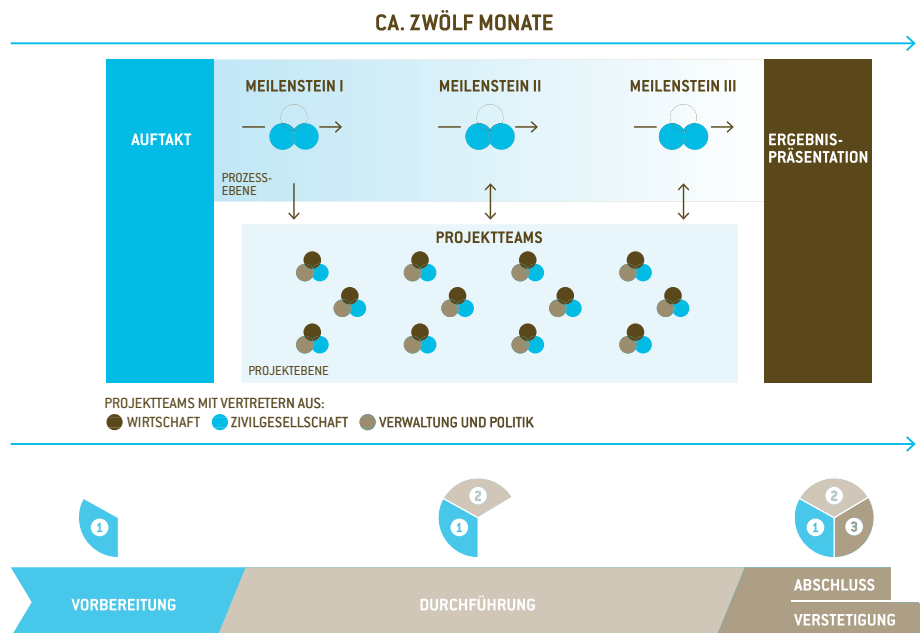 CA. ZWÖLF MONATE
AUFTAKT
MEILENSTEIN I
MEILENSTEIN II
MEILENSTEIN III
PROZESS-
EBENE
ERGEBNIS-
PRÄSENTATION
PROJEKTTEAMS
PROJEKTEBENE
PROJEKTTEAMS MIT VERTRETERN AUS:
WIRTSCHAFT ZIVILGESELLSCHAFT VERWALTUNG UND POLITIK
1
2
1
2
1
3
VORBEREITUNG
DURCHFÜHRUNG
ABSCHLUSS
VERSTETIGUNG